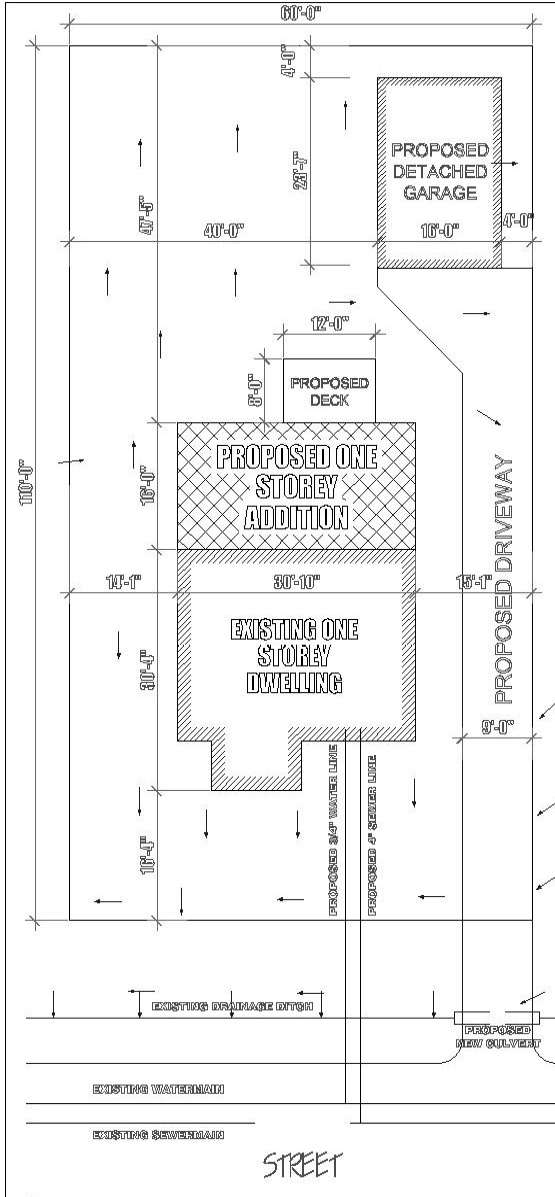 60'-0"
4'-0"
PROPOSED
DETACHED
GARAGE
23'-7"
47'-5"
40'-0"
16'-0"
4'-0"
12'-0"
8'-0"
PROPOSED
DECK
110'-0"
16'-0"
PROPOSED ONE
STOREY
ADDITION
PROPOSED DRIVEWAY
14'-1"
30'-10"
15'-1"
30'-4"
EXISTING ONE
STOREY
DWELLING
9'-0"
16'-4"
PROPOSED 3/4" WATER LINE
PROPOSED 4" SEWER LINE
EXISTING DRAINAGE DITCH
PROPOSED
NEW CULVERT
EXISTING WATERMAIN
EXISTING SEWERMAIN
STREET